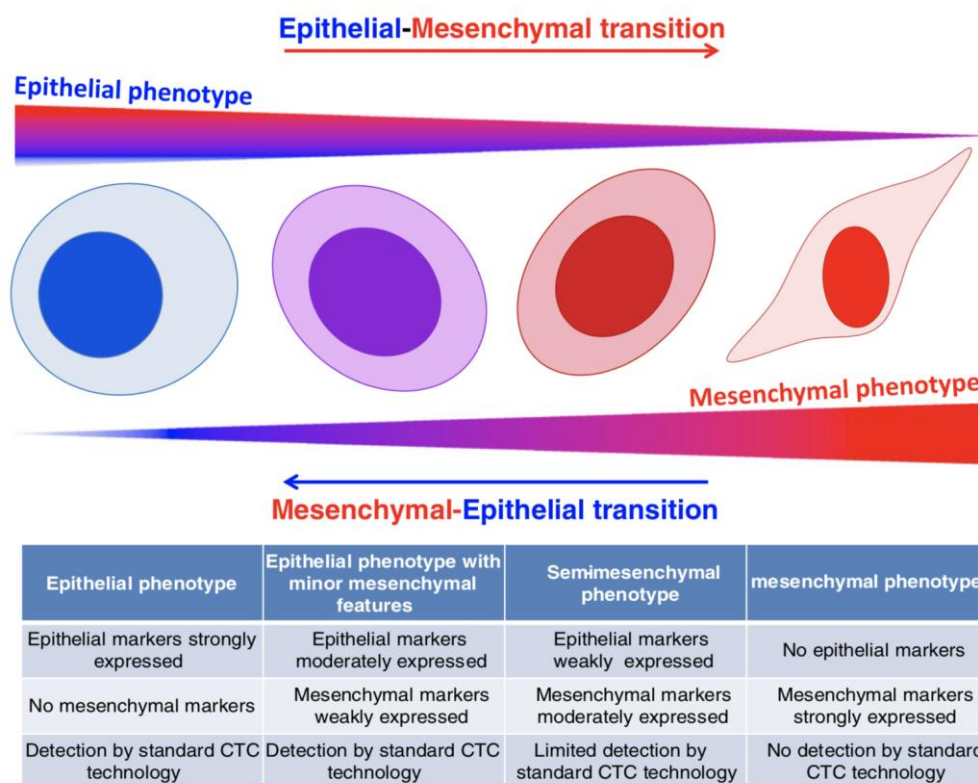 Epithelial-Mesenchymal transition
Epithelial phenotype
Mesenchymal phenotype
Mesenchymal-Epithelial transition
Epithelial phenotype
Epithelial phenotype with
minor mesenchymal
features
Semi-mesenchymal
phenotype
mesenchymal phenotype
Epithelial markers strongly
expressed
Epithelial markers
moderately expressed
Epithelial markers
weakly expressed
No epithelial markers
No mesenchymal markers
Mesenchymal markers
weakly expressed
Mesenchymal markers
moderately expressed
Mesenchymal markers
strongly expressed
Detection by standard CTC
technology
Detection by standard CTC
technology
Limited detection by
standard CTC technology
No detection by standard
CTC technology